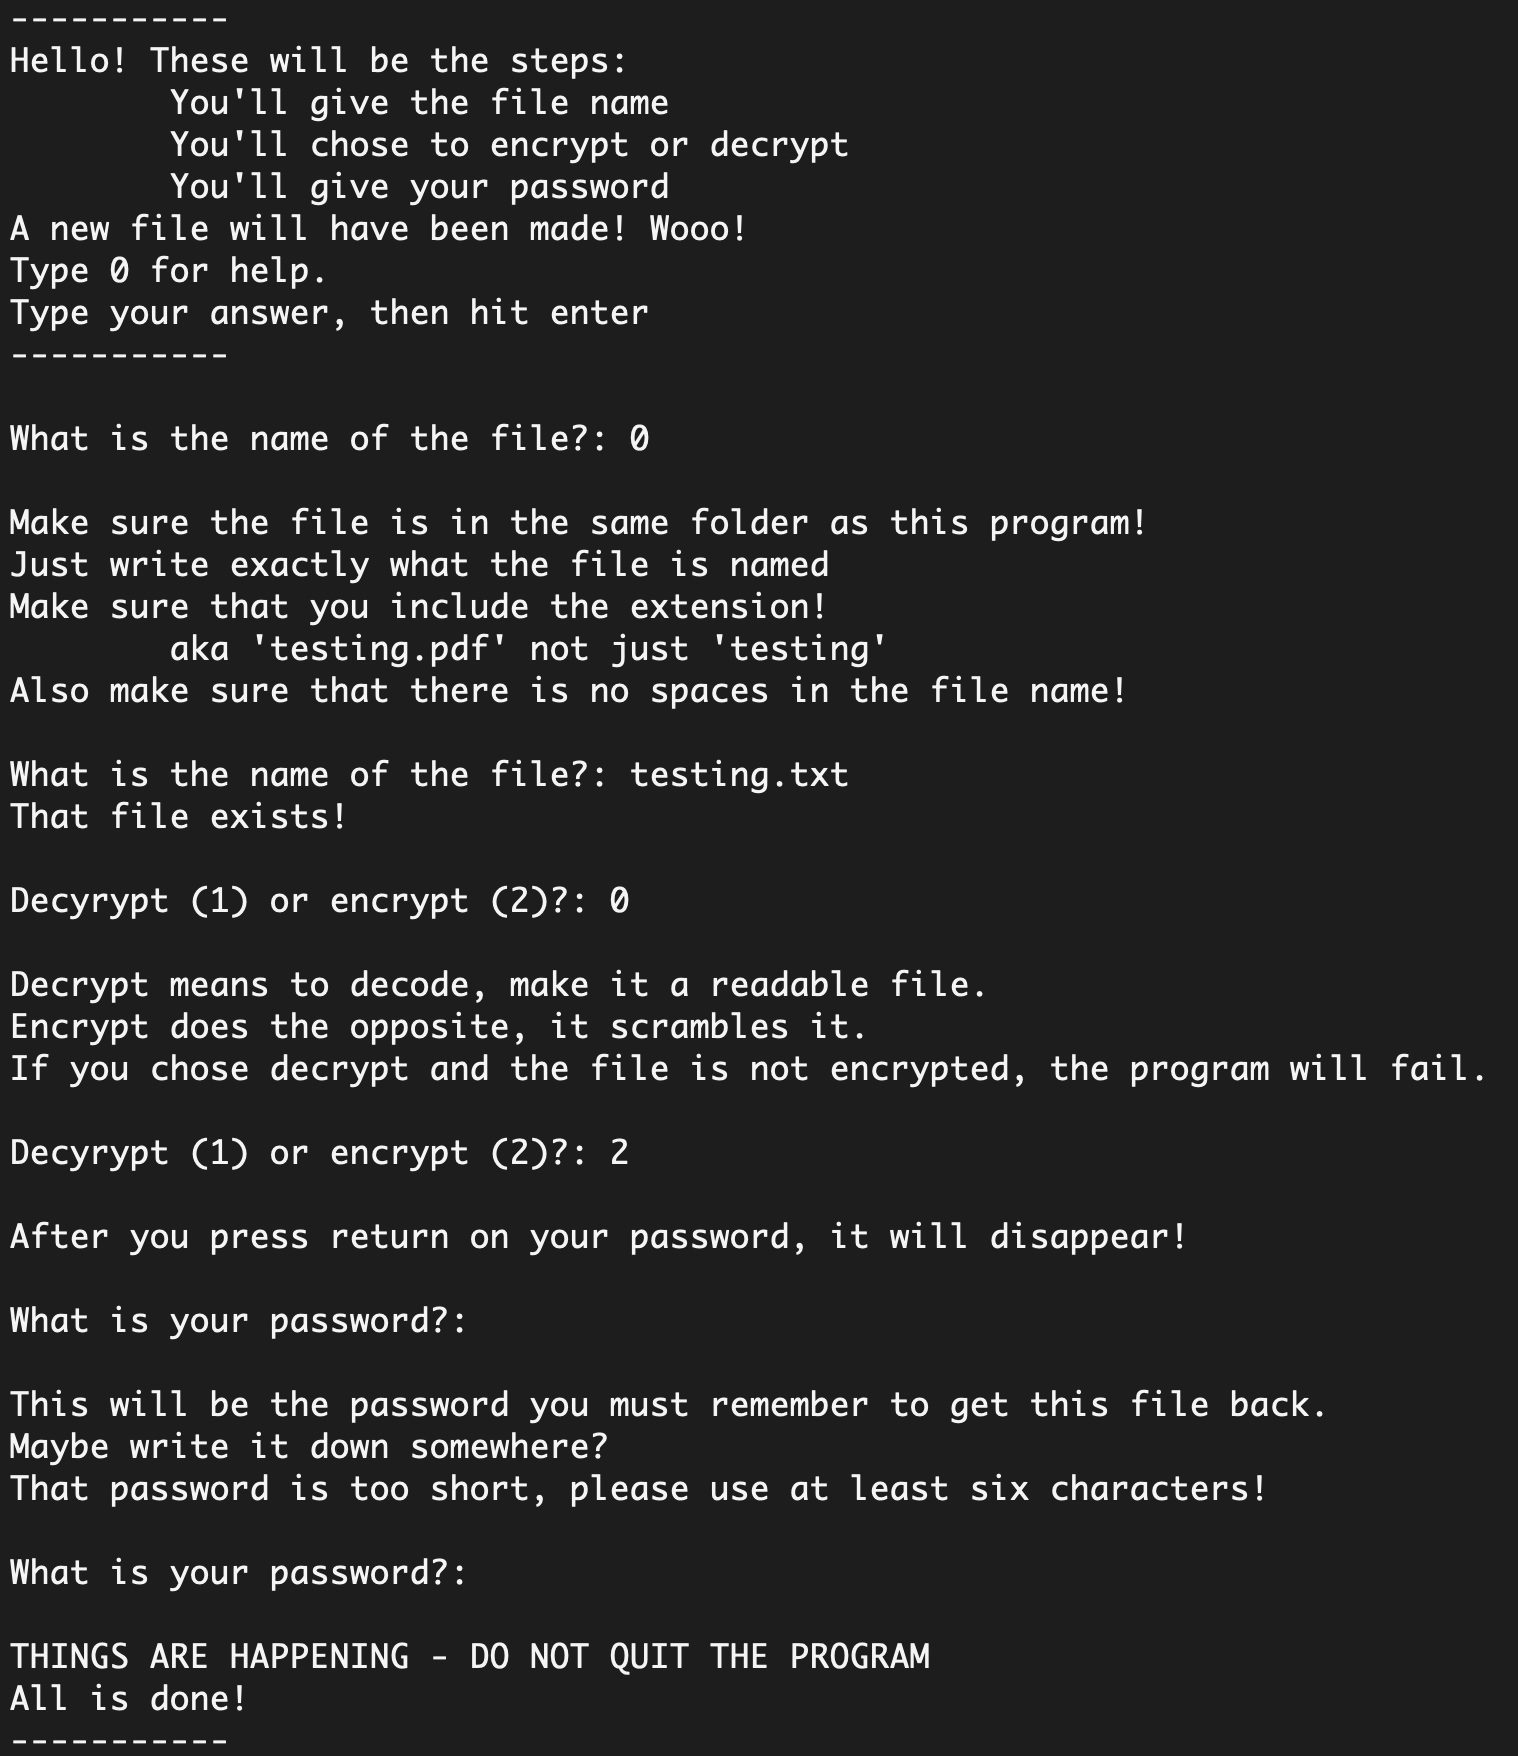 -----------
Hello! These will be the steps:
        You'll give the file name
        You'll chose to encrypt or decrypt
        You'll give your password
A new file will have been made! Wooo!
Type 0 for help.
Type your answer, then hit enter
-----------
What is the name of the file?: 0
Make sure the file is in the same folder as this program!
Just write exactly what the file is named
Make sure that you include the extension!
        aka 'testing.pdf' not just 'testing'
Also make sure that there is no spaces in the file name!
What is the name of the file?: testing.txt
That file exists!
Decyrypt (1) or encrypt (2)?: 0
Decrypt means to decode, make it a readable file.
Encrypt does the opposite, it scrambles it.
If you chose decrypt and the file is not encrypted, the program will fail.
Decyrypt (1) or encrypt (2)?: 2
After you press return on your password, it will disappear!
What is your password?:
This will be the password you must remember to get this file back.
Maybe write it down somewhere?
That password is too short, please use at least six characters!
What is your password?:
THINGS ARE HAPPENING - DO NOT QUIT THE PROGRAM
All is done!
-----------